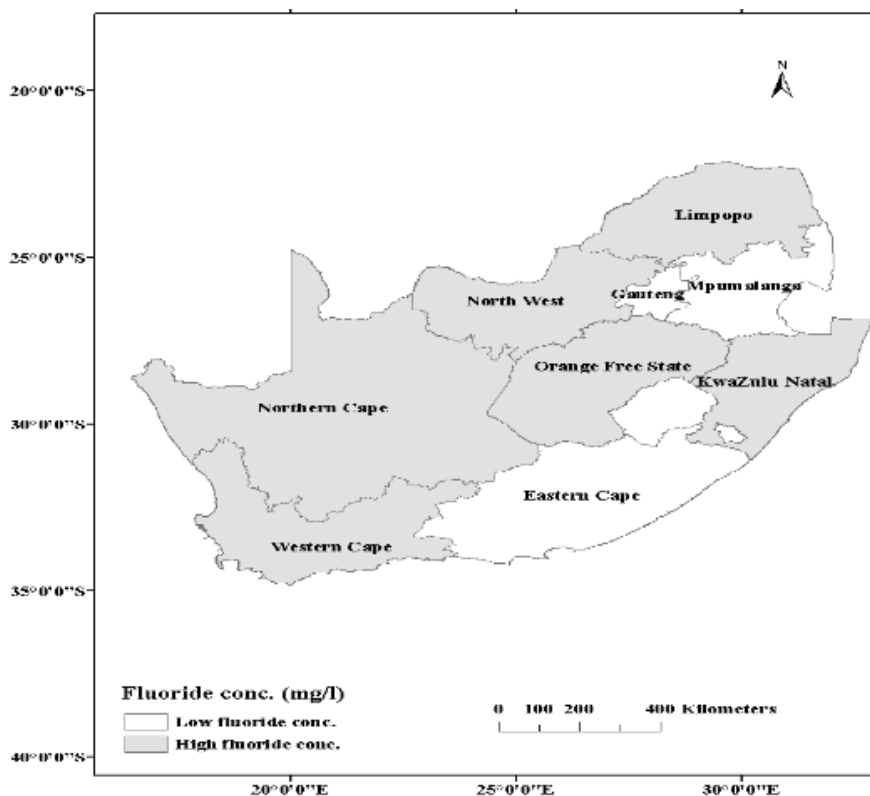 N
20°0'0"S
Limpopo
25°0'0"S
Mpumalanga
Gauteng
North West
Orange Free State
KwaZulu Natal
Northern Cape
30°0'0"S
Eastern Cape
Western Cape
35°0'0"S
Fluoride conc. (mg/l)
Low fluoride conc.
High fluoride conc.
0 100 200 400 Kilometers
40°0'0"S
20°0'0"E 25°0'0"E 30°0'0"E